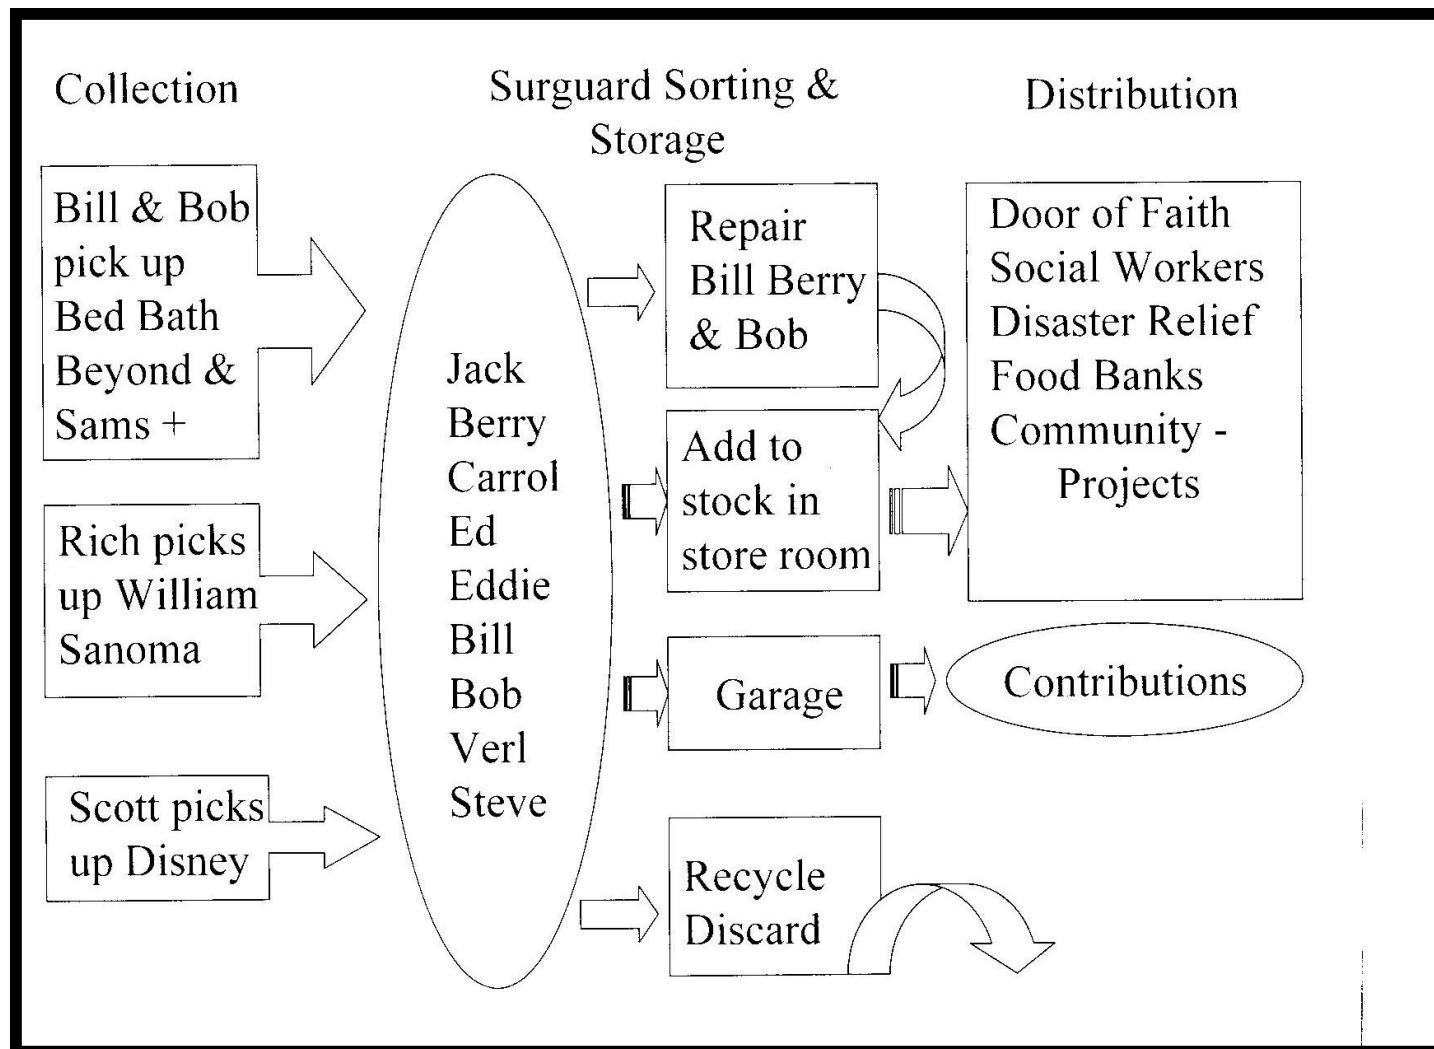 Collection
Surguard Sorting &
Storage
Distribution
Bill & Bob
pick up
Bed Bath
Beyond &
Sams +
Rich picks
up William
Sanoma
Scott picks
up Disney
Jack
Berry
Carrol
Ed
Eddie
Bill
Bob
Verl
Steve
Repair
Bill Berry
& Bob
Add to
stock in
store room
Garage
Recycle
Discard
Door of Faith
Social Workers
Disaster Relief
Food Banks
Community -
Projects
Contributions